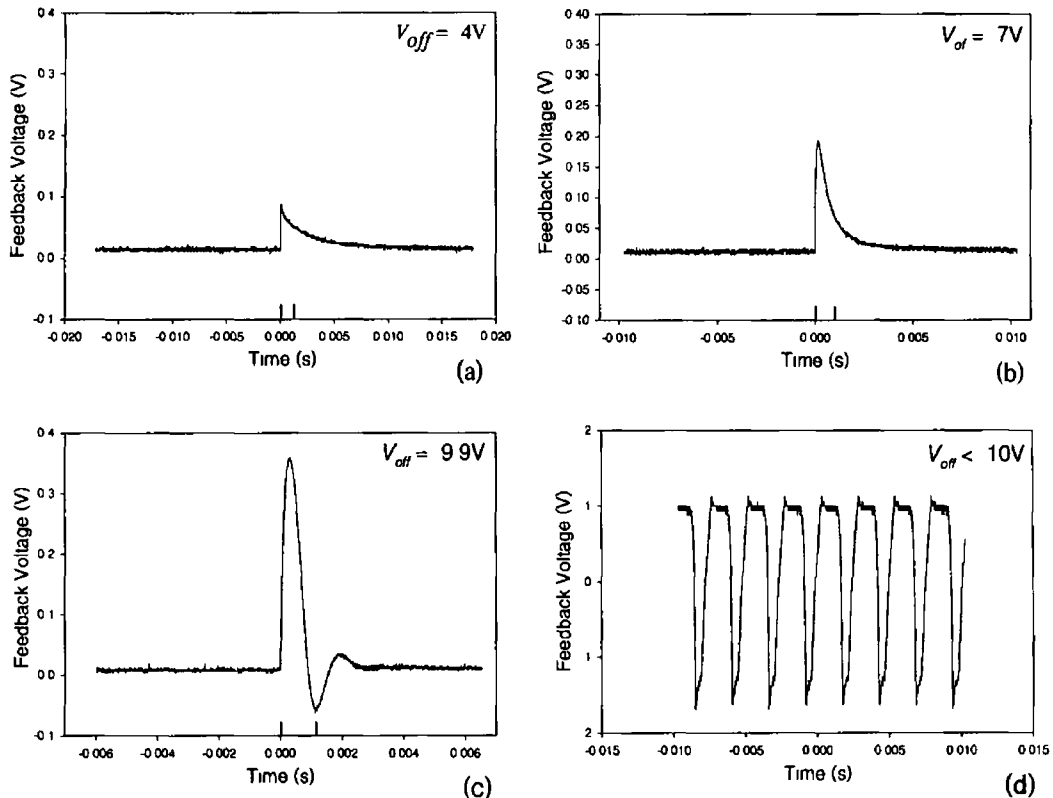 V_off = 4V
0 4
0 3
0 2
0 1
0.0
-0 1
Feedback Voltage (V)
-0.020 -0 015 -0 010 -0 005 0 000 0 005 0 010 0 015 0 020
Time (s)
(a)
V_of = 7V
0 40
0 35
0 30
0.25
0.20
0.15
0 10
0 05
0 00
-0.05
-0 10
Feedback Voltage (V)
-0 010 -0 005 0 000 0 005 0 010
Time (s)
(b)
V_off = 9 9V
0 4
0 3
0.2
0.1
0.0
-0 1
Feedback Voltage (V)
-0.006 -0.004 -0 002 0.000 0 002 0 004 0 006
Time (s)
(c)
V_off < 10V
2
1
0
1
2
Feedback Voltage (V)
-0.015 -0.010 -0 005 0 000 0 005 0 010 0 015
Time (s)
(d)